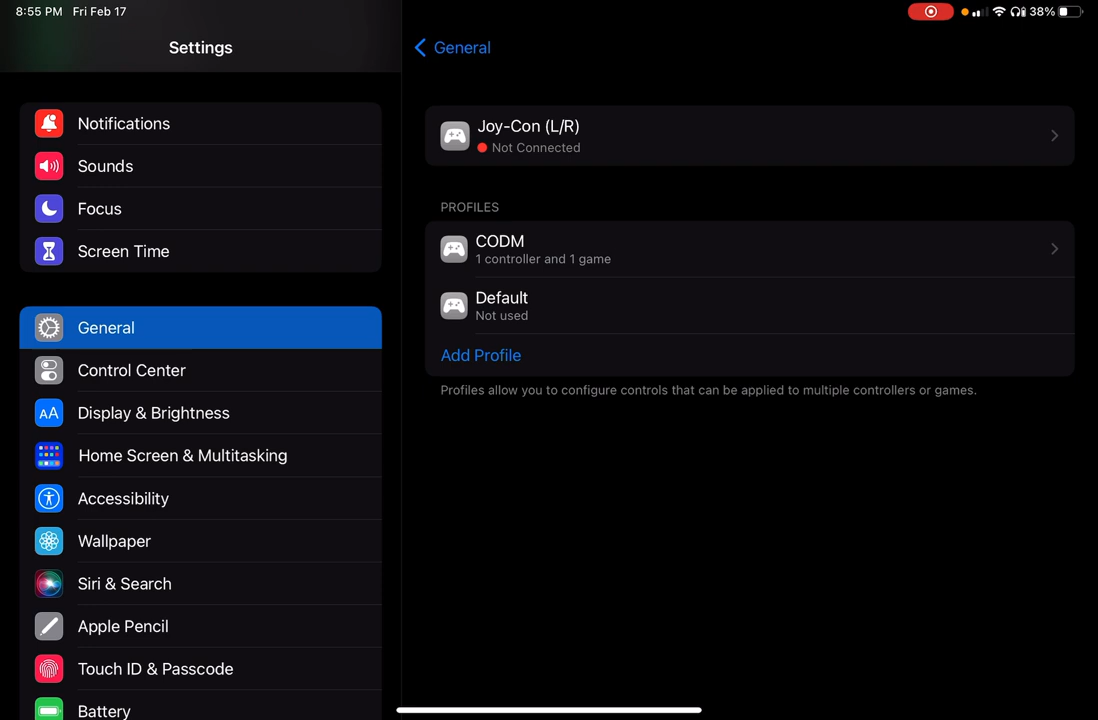 8:55 PM Fri Feb 17
38%
Settings
Notifications
Sounds
Focus
Screen Time
General
Control Center
AA Display & Brightness
Home Screen & Multitasking
Accessibility
Wallpaper
Siri & Search
Apple Pencil
Touch ID & Passcode
Battery
General
Joy-Con (L/R)
Not Connected
PROFILES
CODM
1 controller and 1 game
Default
Not used
Add Profile
Profiles allow you to configure controls that can be applied to multiple controllers or games.